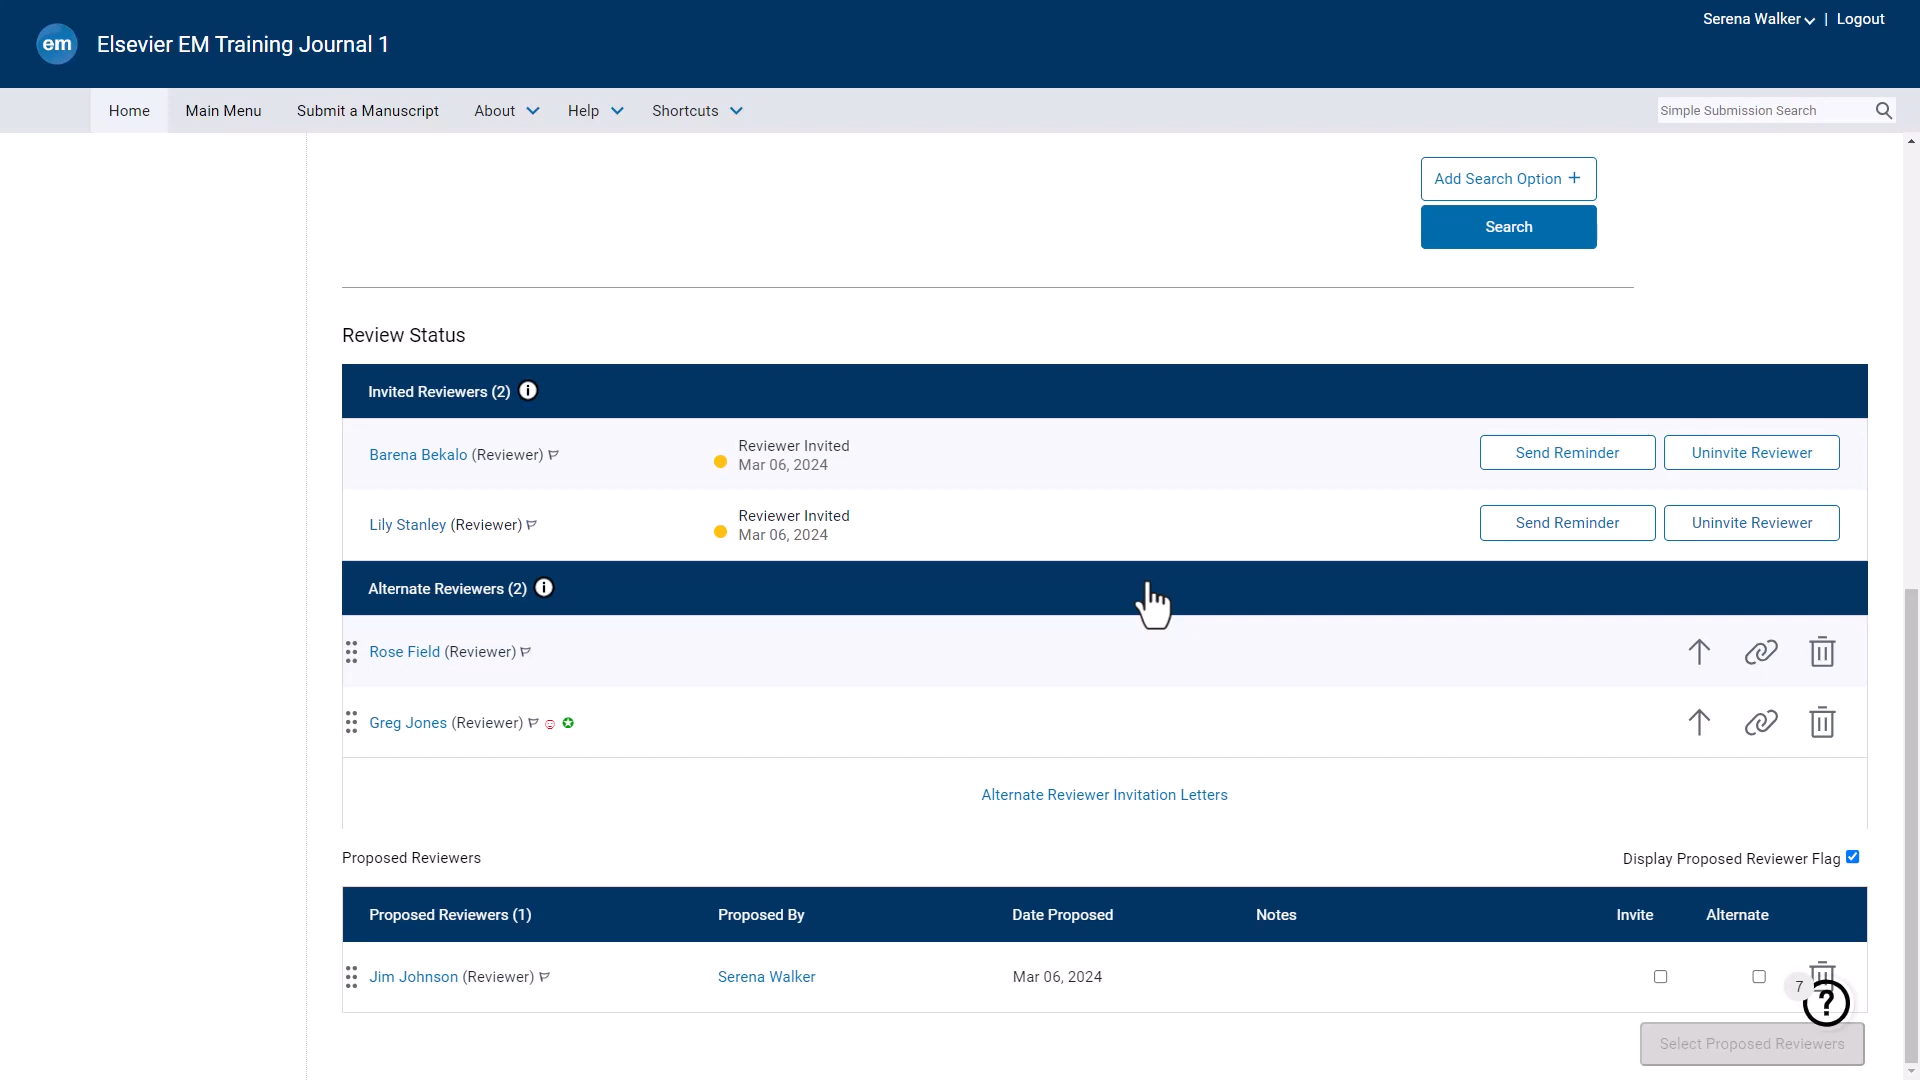 Serena Walker | Logout
em Elsevier EM Training Journal 1
Home Main Menu Submit a Manuscript About Help Shortcuts Simple Submission Search
Add Search Option +
Search
Review Status
Invited Reviewers (2) i
Barena Bekalo (Reviewer) Reviewer Invited Send Reminder Uninvite Reviewer
Mar 06, 2024
Lily Stanley (Reviewer) Reviewer Invited Send Reminder Uninvite Reviewer
Mar 06, 2024
Alternate Reviewers (2) i
Rose Field (Reviewer)
Greg Jones (Reviewer)
Alternate Reviewer Invitation Letters
Proposed Reviewers Display Proposed Reviewer Flag
Proposed Reviewers (1) Proposed By Date Proposed Notes Invite Alternate
Jim Johnson (Reviewer) Serena Walker Mar 06, 2024
7 ?
Select Proposed Reviewers